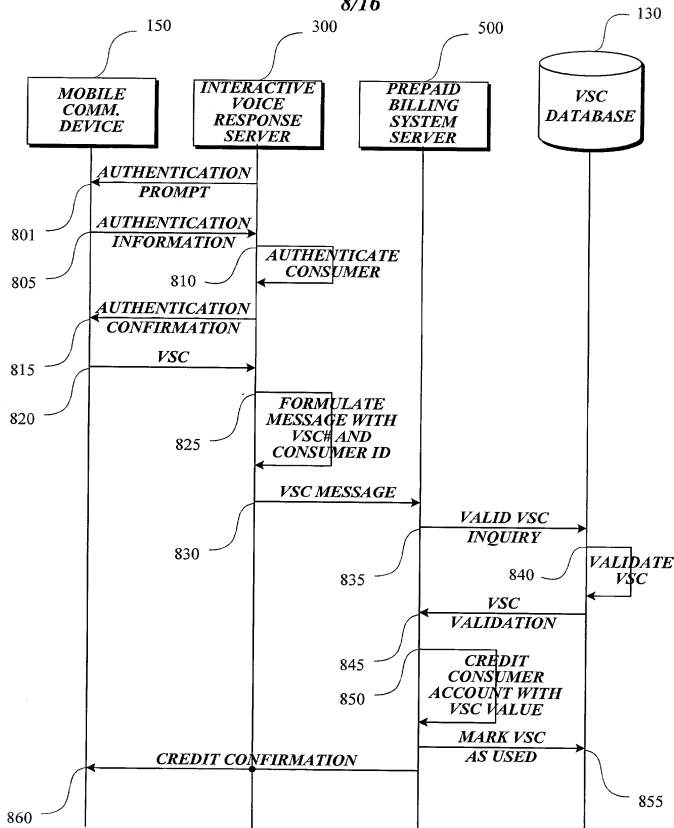 8/16
150
300
500
130
MOBILE
COMM.
DEVICE
INTERACTIVE
VOICE
RESPONSE
SERVER
PREPAID
BILLING
SYSTEM
SERVER
VSC
DATABASE
AUTHENTICATION
PROMPT
801
AUTHENTICATION
INFORMATION
805
810
AUTHENTICATE
CONSUMER
AUTHENTICATION
CONFIRMATION
815
VSC
820
825
FORMULATE
MESSAGE WITH
VSC# AND
CONSUMER ID
VSC MESSAGE
830
VALID VSC
INQUIRY
835
840
VALIDATE
VSC
VSC
VALIDATION
845
850
CREDIT
CONSUMER
ACCOUNT WITH
VSC VALUE
MARK VSC
AS USED
855
CREDIT CONFIRMATION
860